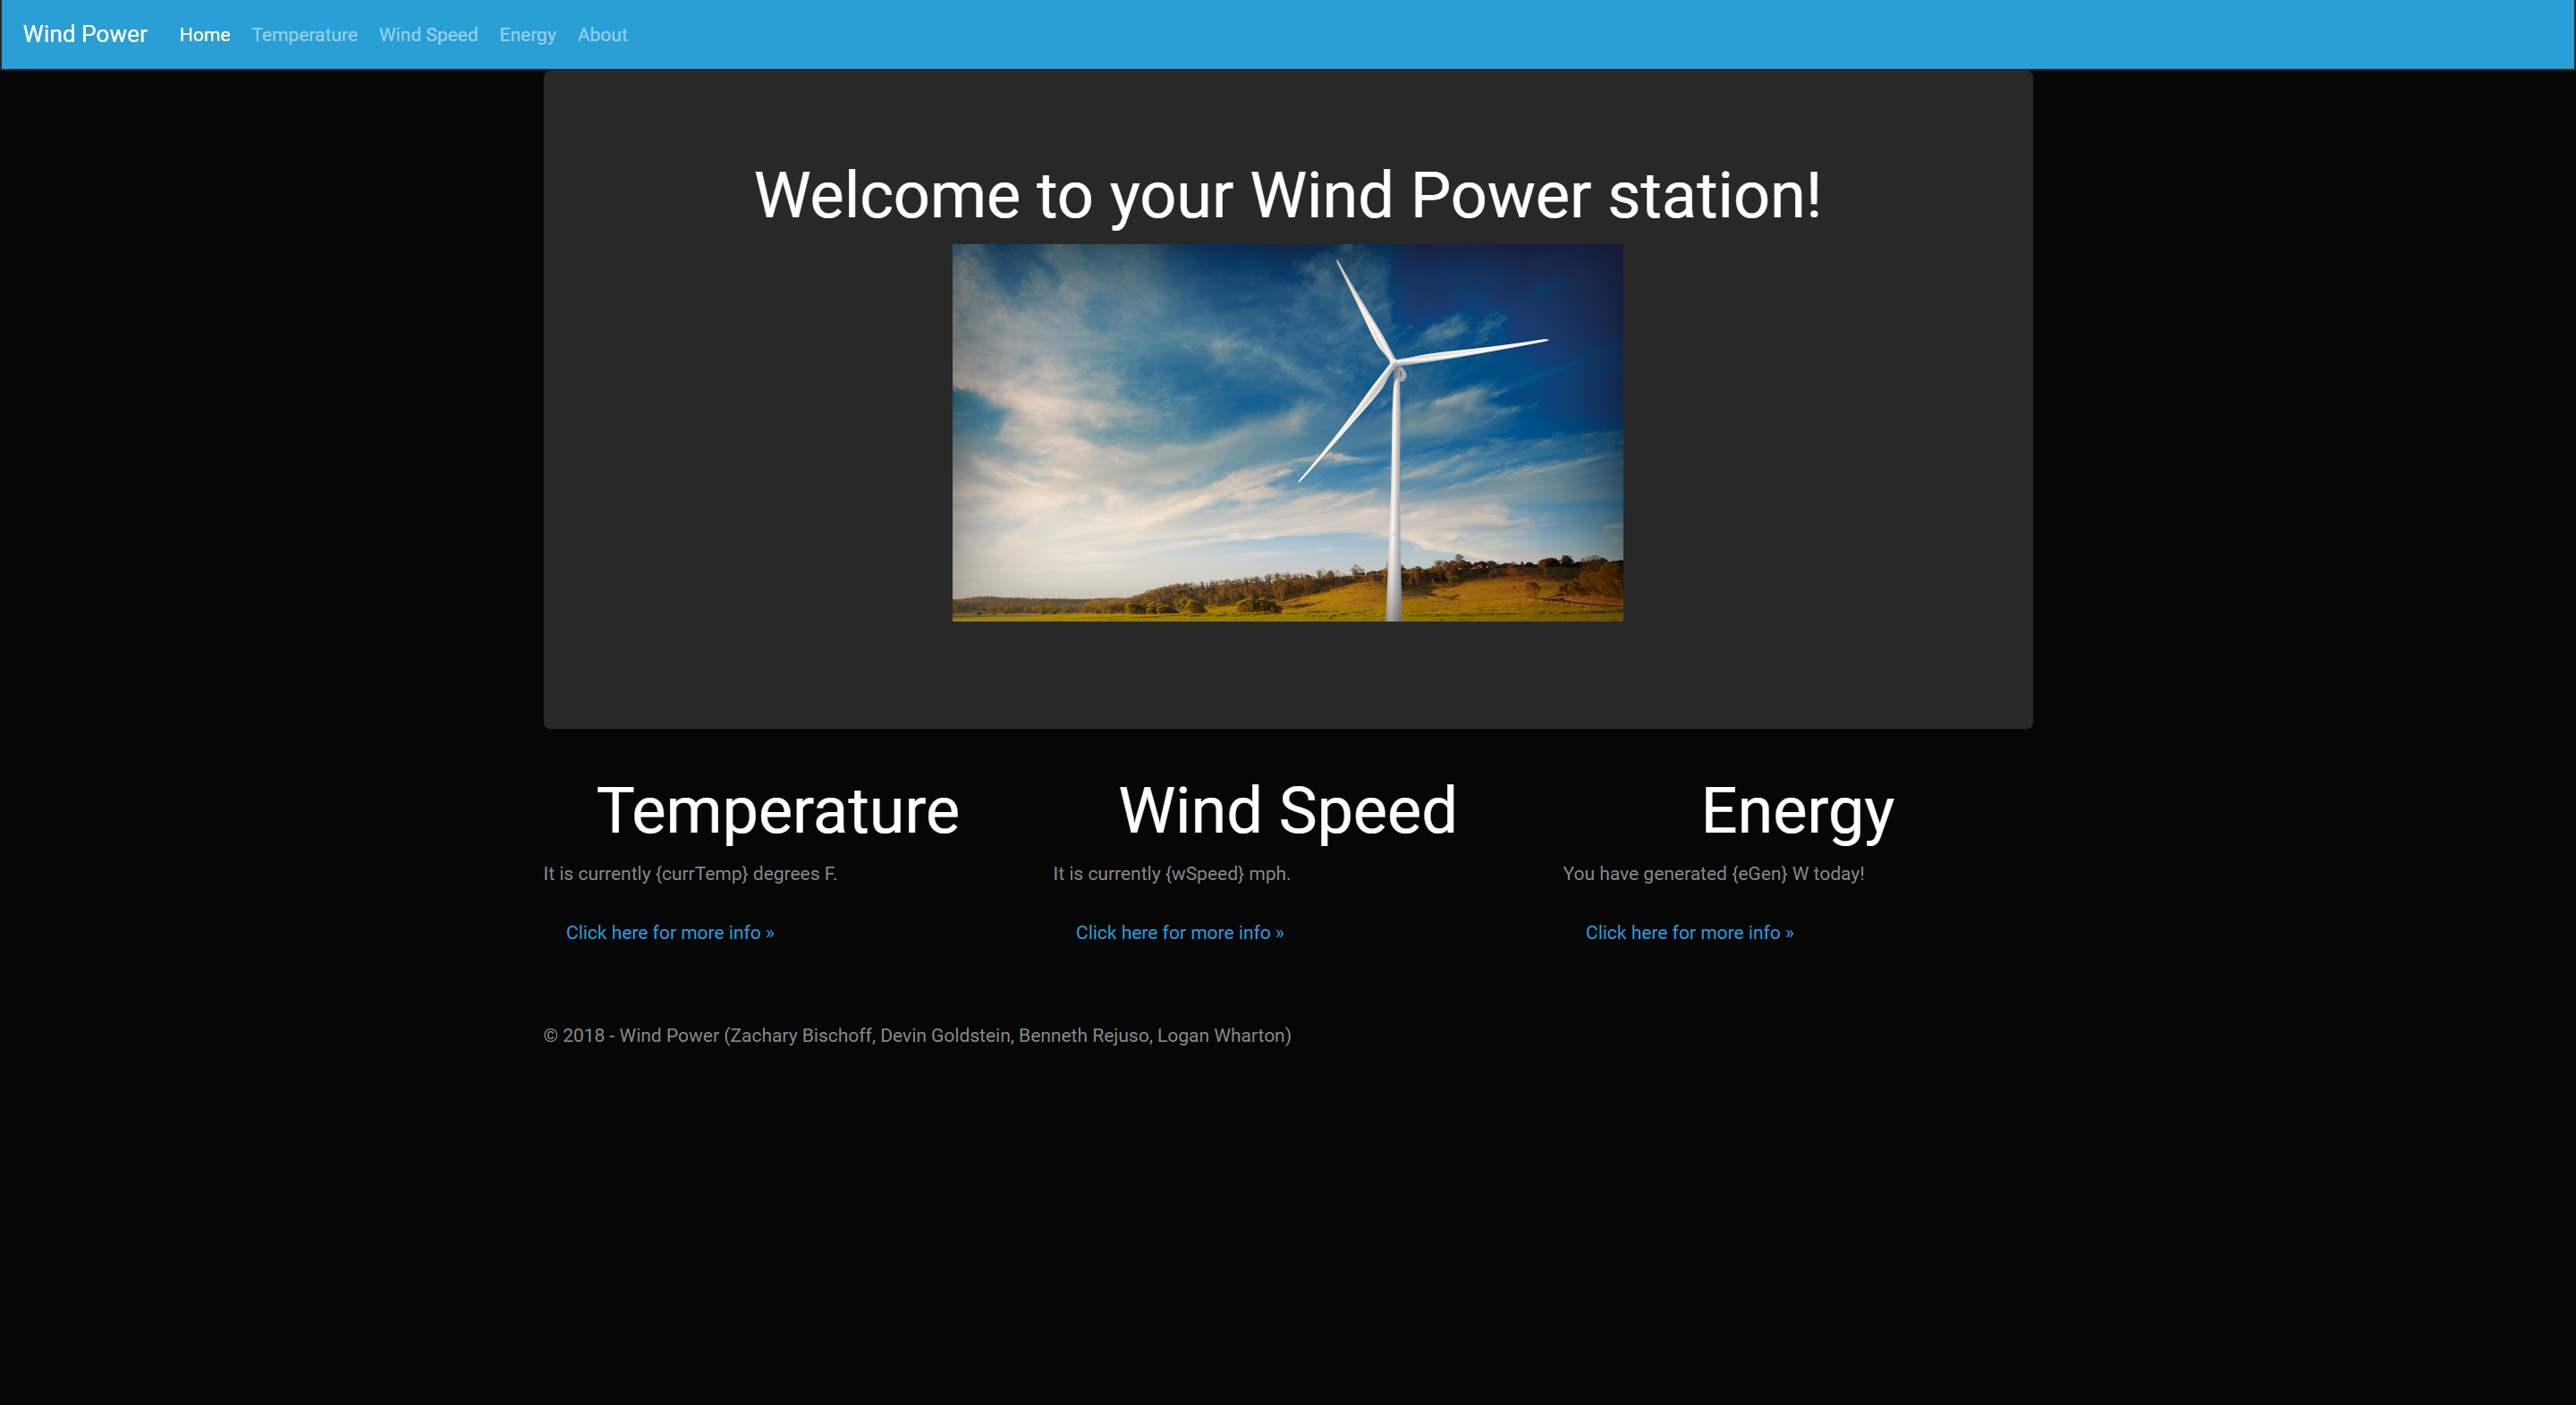 Wind Power Home Temperature Wind Speed Energy About
Welcome to your Wind Power station!
Temperature Wind Speed Energy
It is currently {currTemp} degrees F. It is currently {wSpeed} mph. You have generated {eGen} W today!
Click here for more info » Click here for more info » Click here for more info »
© 2018 - Wind Power (Zachary Bischoff, Devin Goldstein, Benneth Rejuso, Logan Wharton)